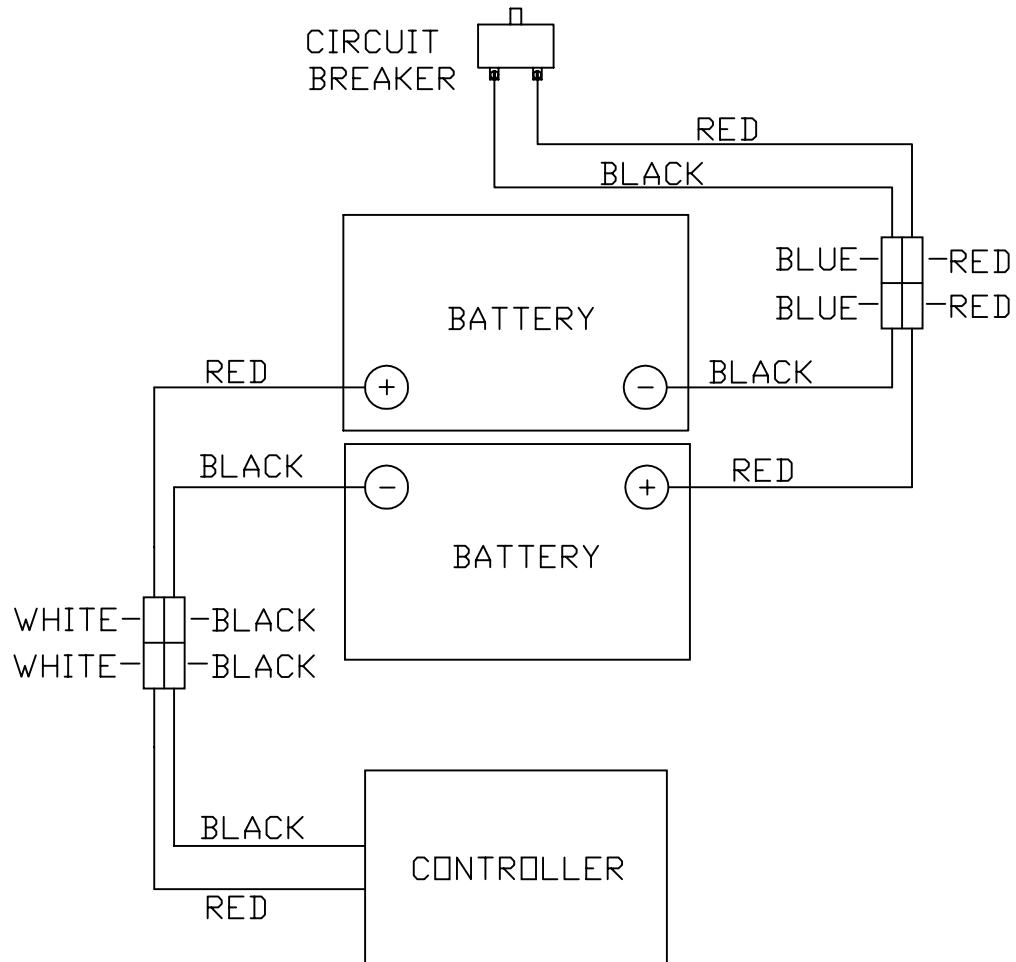 CIRCUIT
BREAKER
RED
BLACK
BLUE RED
BLUE RED
BATTERY
RED + - BLACK
BLACK - + RED
BATTERY
WHITE BLACK
WHITE BLACK
BLACK
CONTROLLER
RED